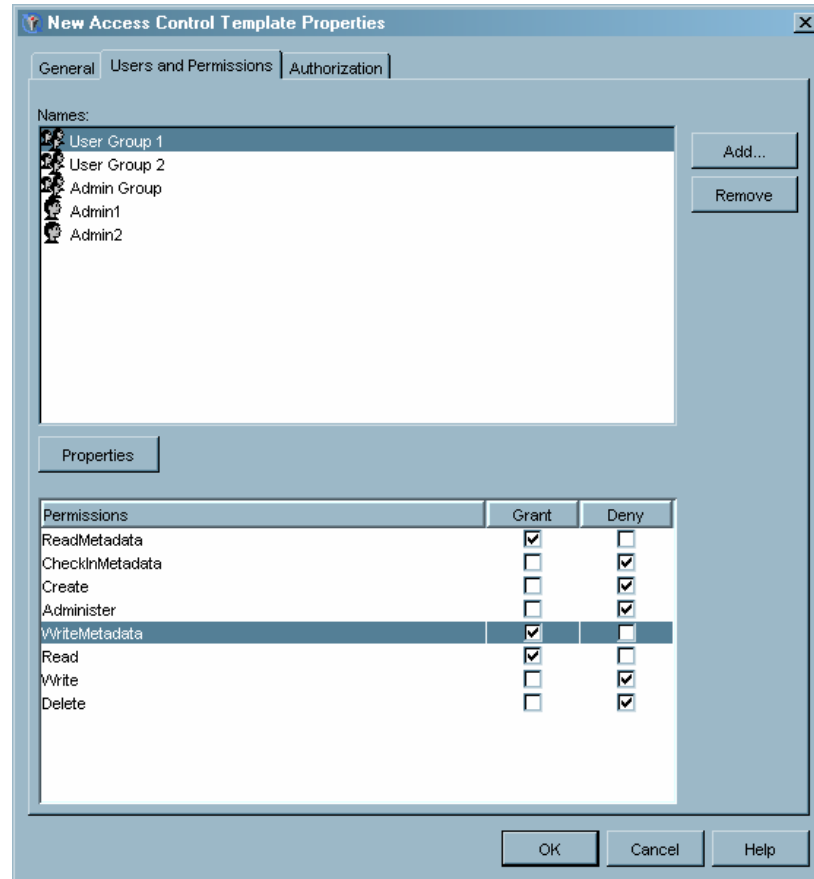 New Access Control Template Properties
General Users and Permissions Authorization
Names:
User Group 1
User Group 2
Admin Group
Admin1
Admin2
Add...
Remove
Properties
Permissions Grant Deny
ReadMetadata
CheckInMetadata
Create
Administer
WriteMetadata
Read
Write
Delete
OK Cancel Help